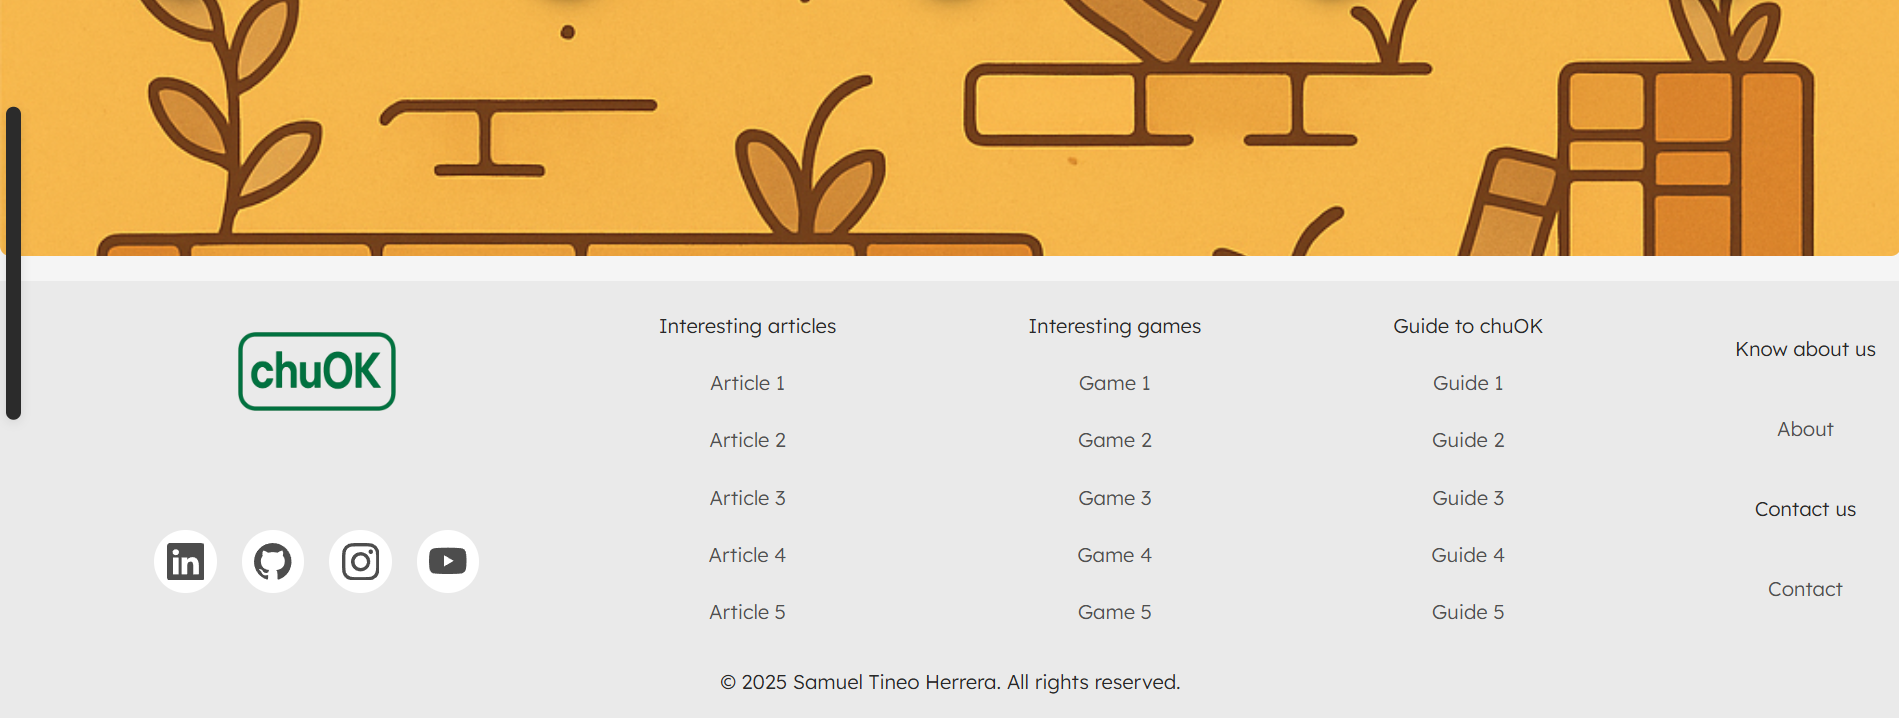 chuOK
Interesting articles
Article 1
Article 2
Article 3
Article 4
Article 5
Interesting games
Game 1
Game 2
Game 3
Game 4
Game 5
Guide to chuOK
Guide 1
Guide 2
Guide 3
Guide 4
Guide 5
Know about us
About
Contact us
Contact
in
© 2025 Samuel Tineo Herrera. All rights reserved.